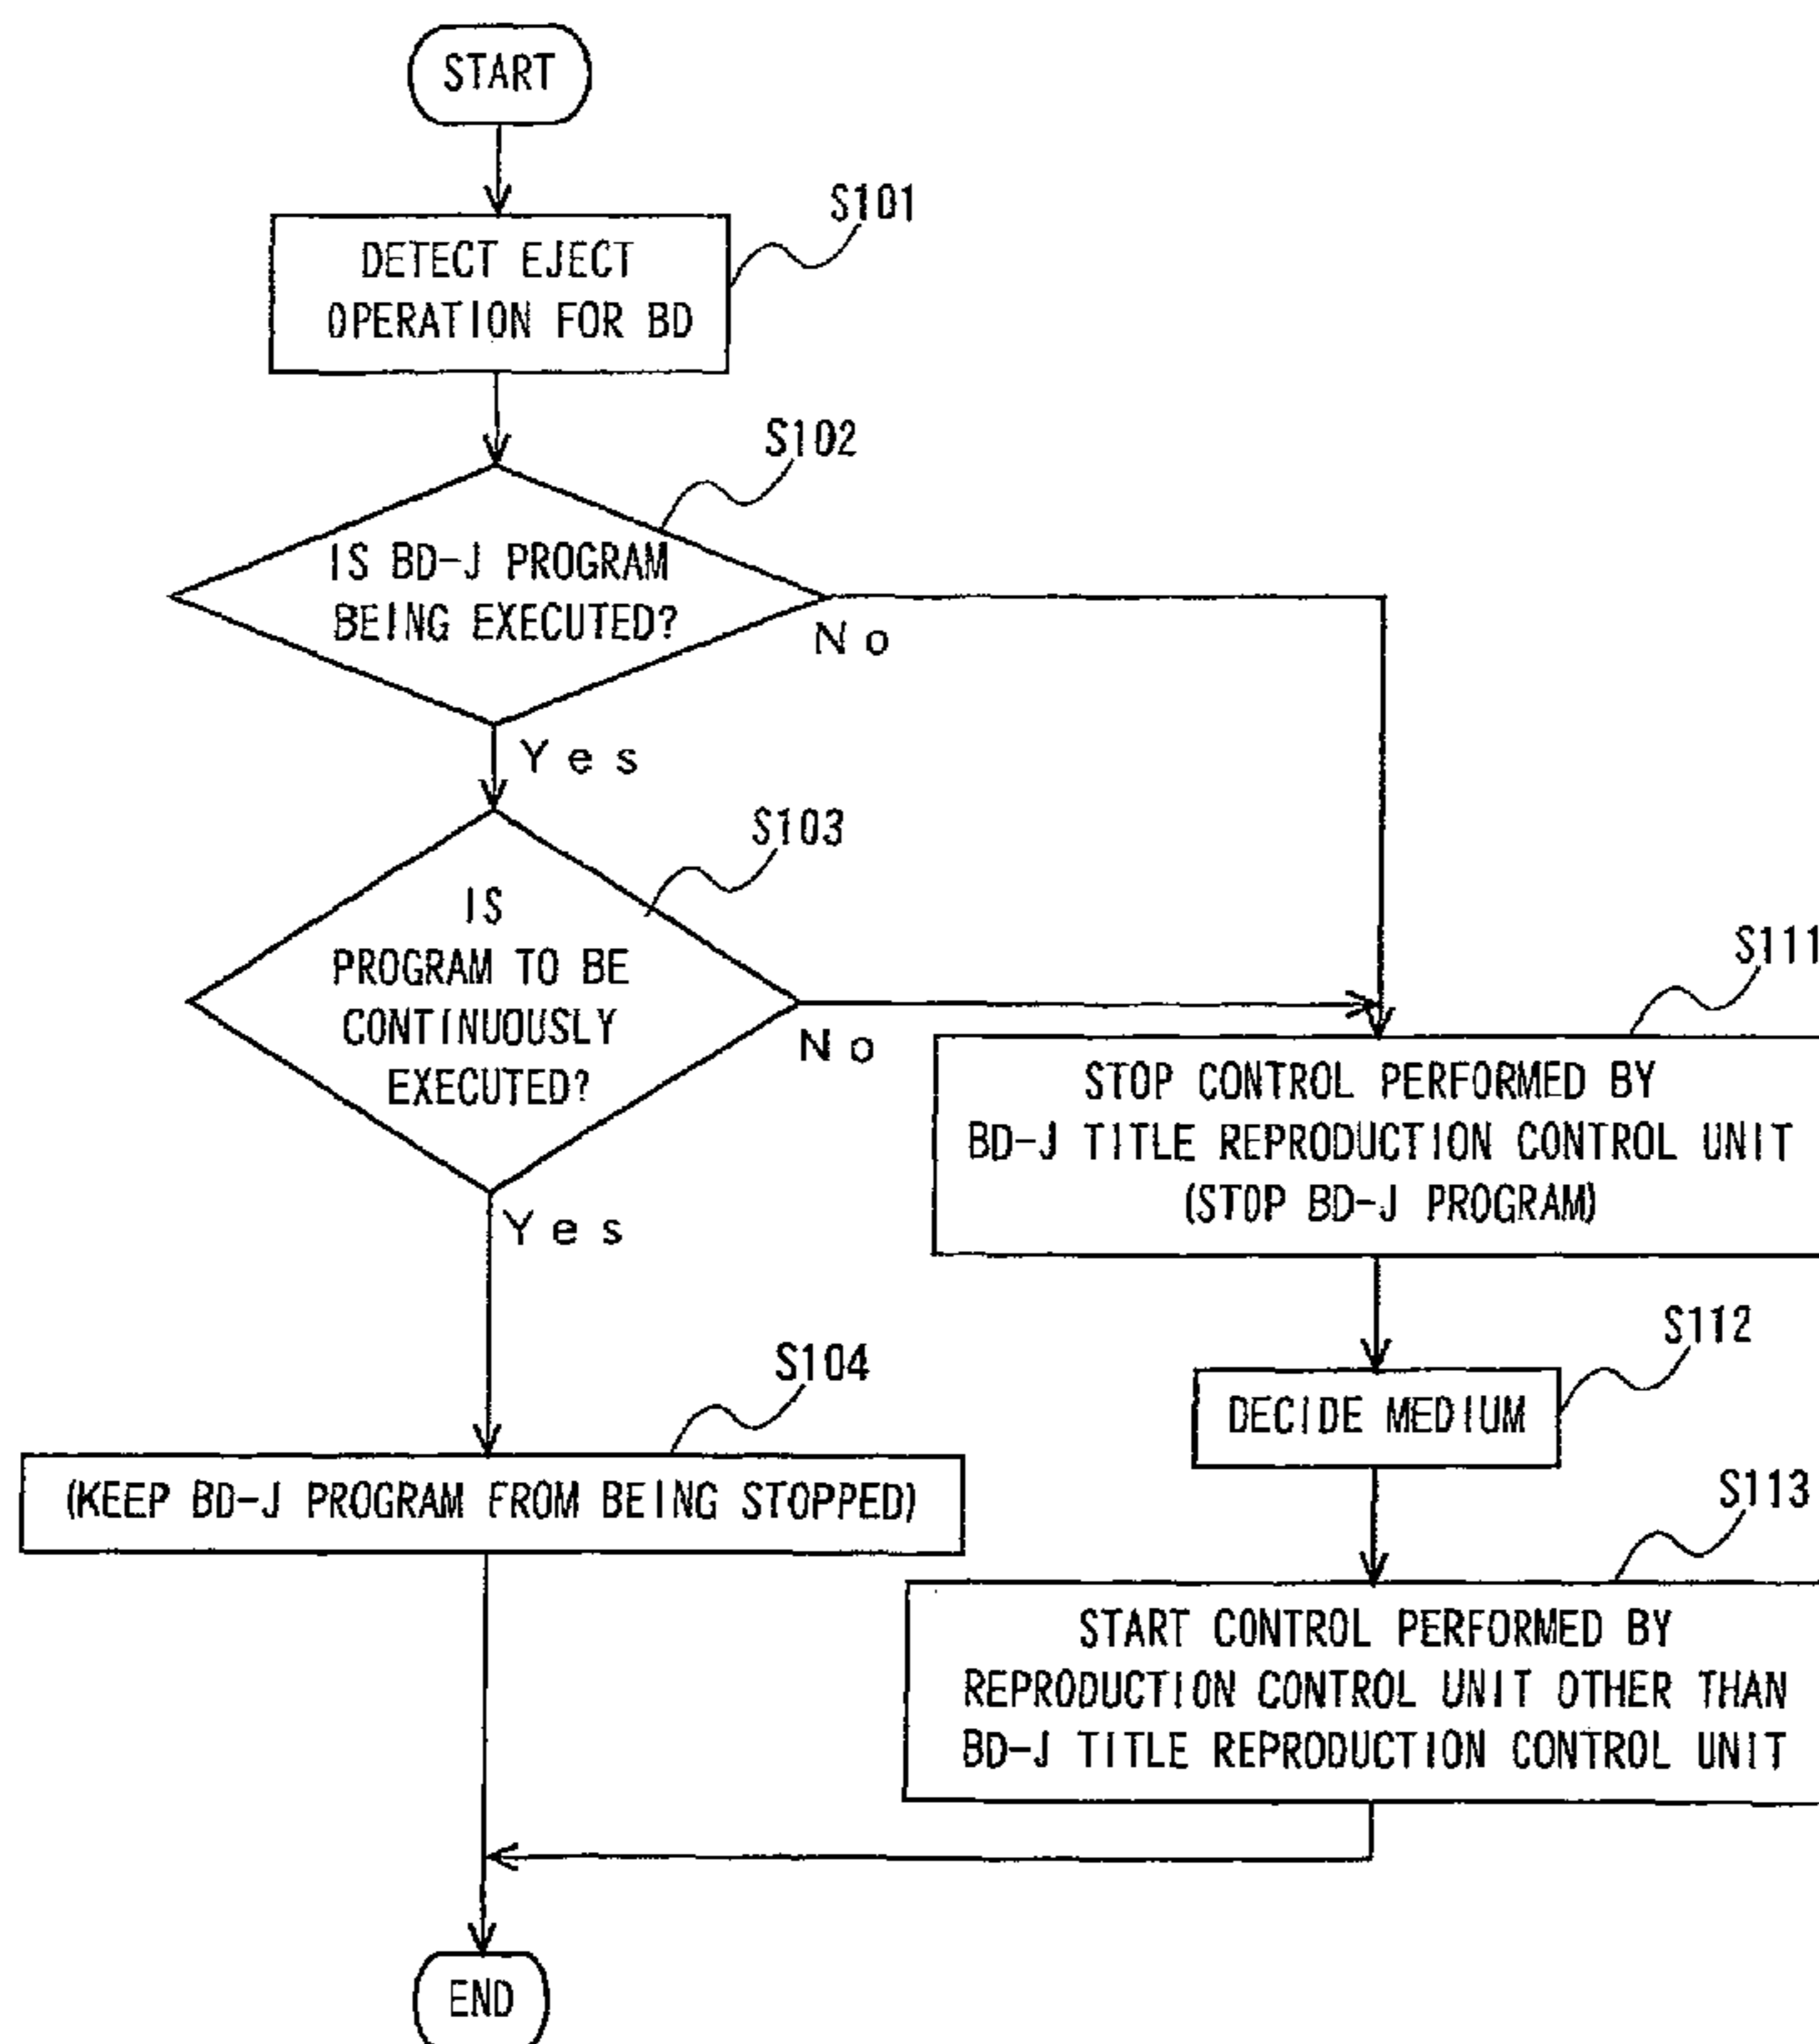 START
S101
DETECT EJECT
OPERATION FOR BD
S102
IS BD-J PROGRAM
BEING EXECUTED?
No
Yes
S103
IS
PROGRAM TO BE
CONTINUOUSLY
EXECUTED?
No
Yes
S104
(KEEP BD-J PROGRAM FROM BEING STOPPED)
S111
STOP CONTROL PERFORMED BY
BD-J TITLE REPRODUCTION CONTROL UNIT
(STOP BD-J PROGRAM)
S112
DECIDE MEDIUM
S113
START CONTROL PERFORMED BY
REPRODUCTION CONTROL UNIT OTHER THAN
BD-J TITLE REPRODUCTION CONTROL UNIT
END